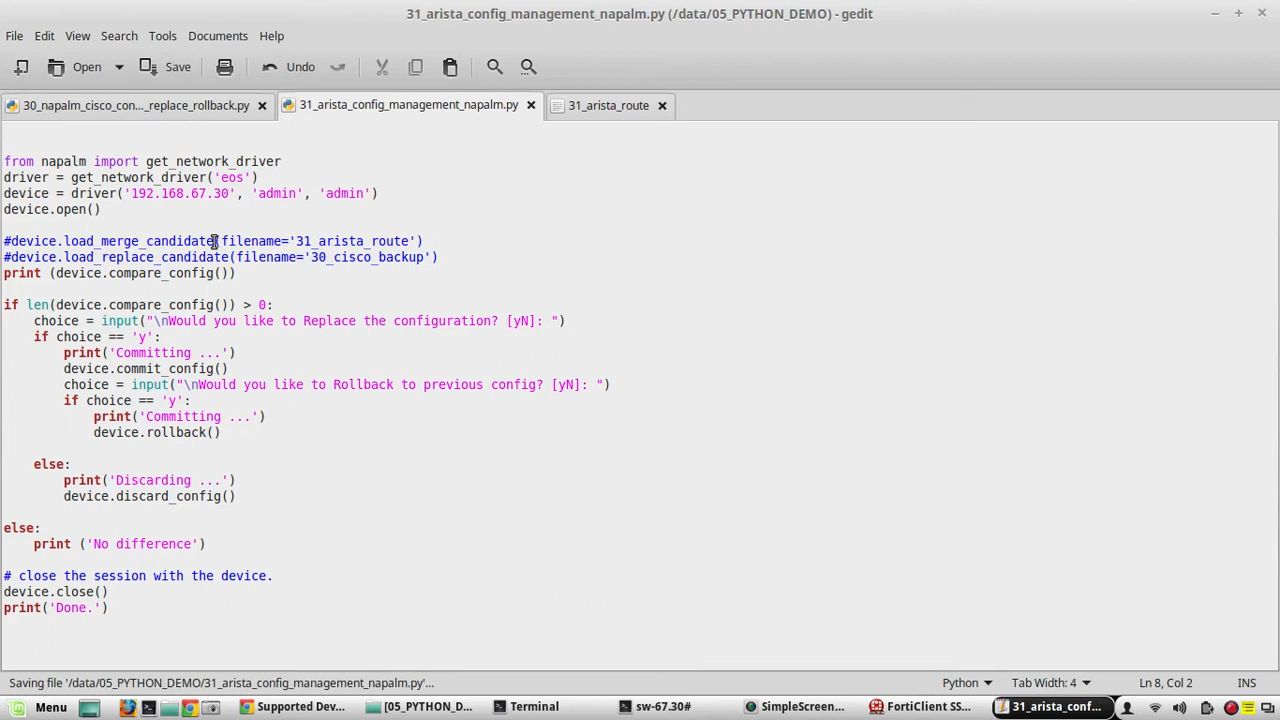 31_arista_config_management_napalm.py (/data/05_PYTHON_DEMO) - gedit
File Edit View Search Tools Documents Help
Open Save Undo
30_napalm_cisco_con..._replace_rollback.py 31_arista_config_management_napalm.py 31_arista_route
from napalm import get_network_driver
driver = get_network_driver('eos')
device = driver('192.168.67.30', 'admin', 'admin')
device.open()
#device.load_merge_candidate(filename='31_arista_route')
#device.load_replace_candidate(filename='30_cisco_backup')
print (device.compare_config())
if len(device.compare_config()) > 0:
    choice = input("\nWould you like to Replace the configuration? [yN]: ")
    if choice == 'y':
        print('Committing ...')
        device.commit_config()
        choice = input("\nWould you like to Rollback to previous config? [yN]: ")
        if choice == 'y':
            print('Committing ...')
            device.rollback()
    else:
        print('Discarding ...')
        device.discard_config()
else:
    print ('No difference')
# close the session with the device.
device.close()
print('Done.')
Saving file '/data/05_PYTHON_DEMO/31_arista_config_management_napalm.py'... Python Tab Width: 4 Ln 8, Col 2 INS
Menu Supported Dev... [05_PYTHON_D... Terminal sw-67.30# SimpleScreen... FortiClient SS... 31_arista_conf...